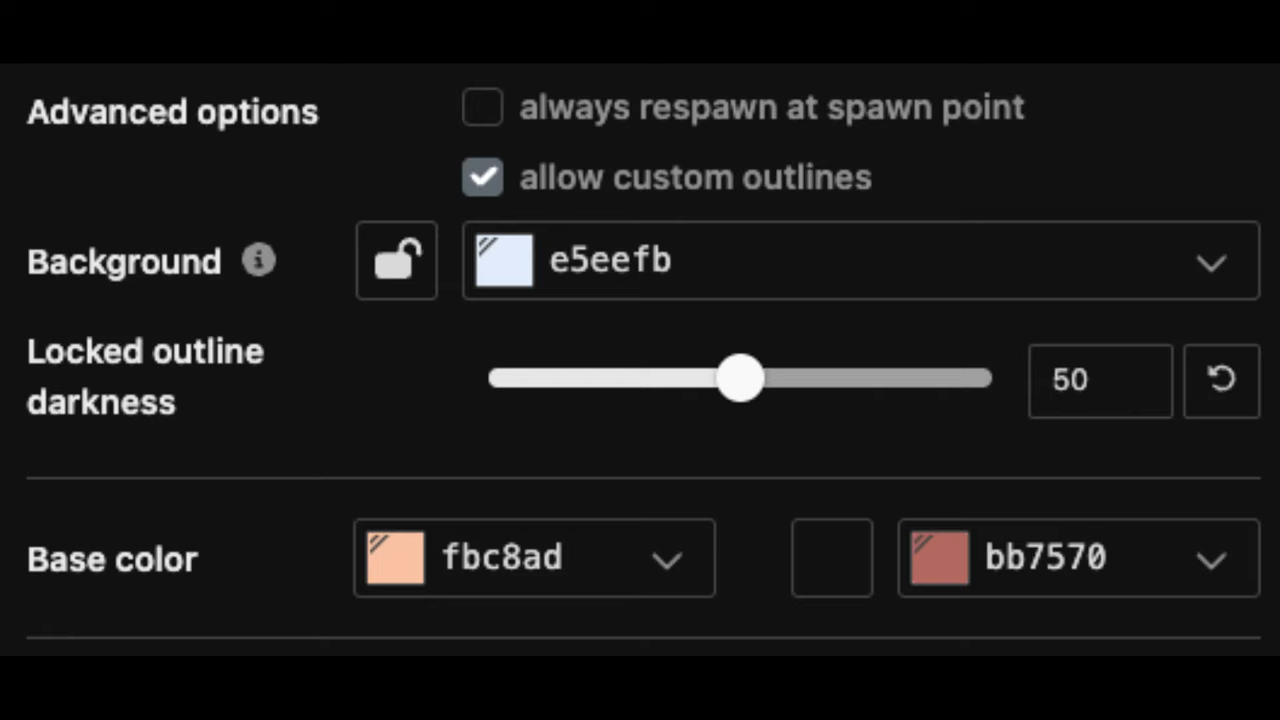 Advanced options
always respawn at spawn point
allow custom outlines
Background
e5eefb
Locked outline
darkness
50
Base color
fbc8ad
bb7570